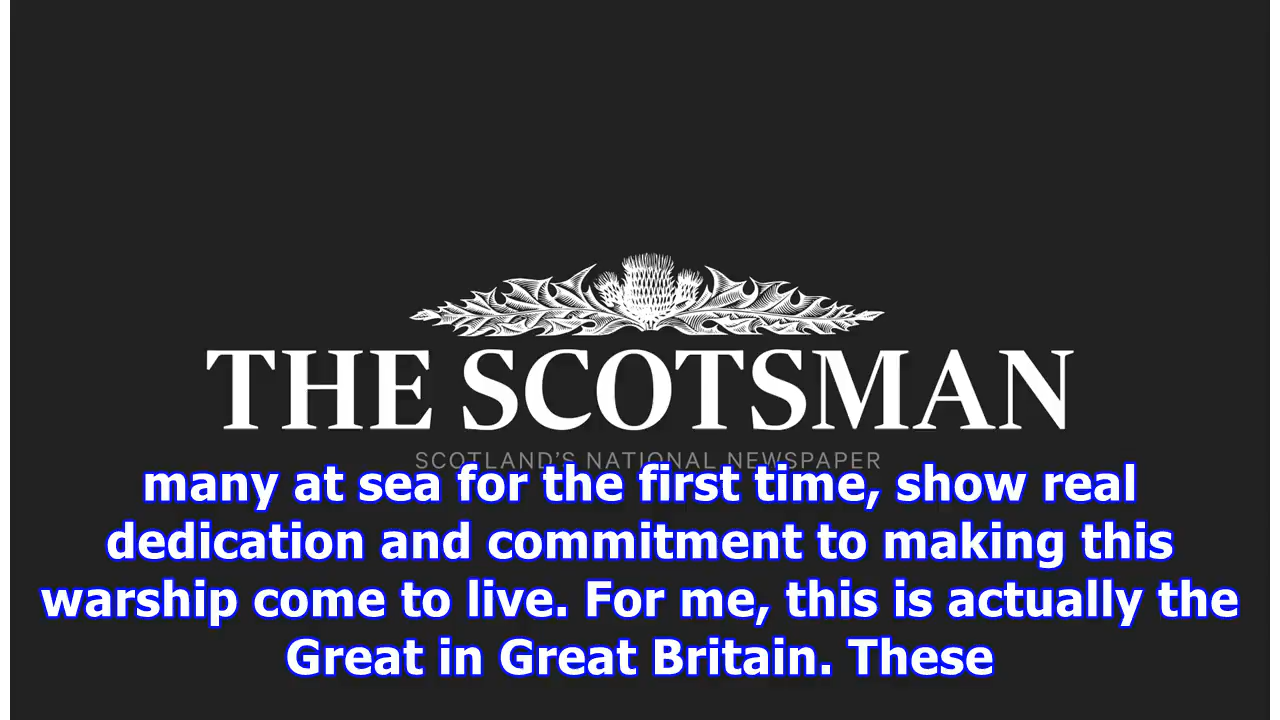 THE SCOTSMAN
SCOTLAND'S NATIONAL NEWSPAPER
many at sea for the first time, show real
dedication and commitment to making this
warship come to live. For me, this is actually the
Great in Great Britain. These